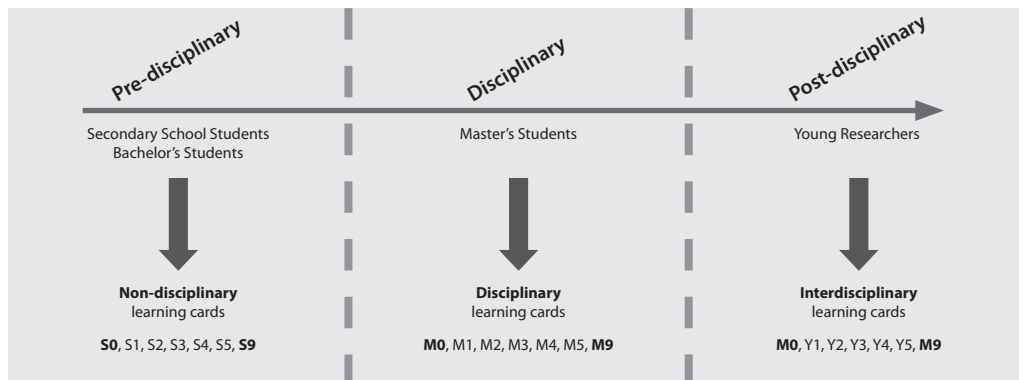 Pre-disciplinary
Disciplinary
Post-disciplinary
Secondary School Students
Bachelor's Students
Master's Students
Young Researchers
Non-disciplinary
learning cards
Disciplinary
learning cards
Interdisciplinary
learning cards
S0, S1, S2, S3, S4, S5, S9
M0, M1, M2, M3, M4, M5, M9
M0, Y1, Y2, Y3, Y4, Y5, M9